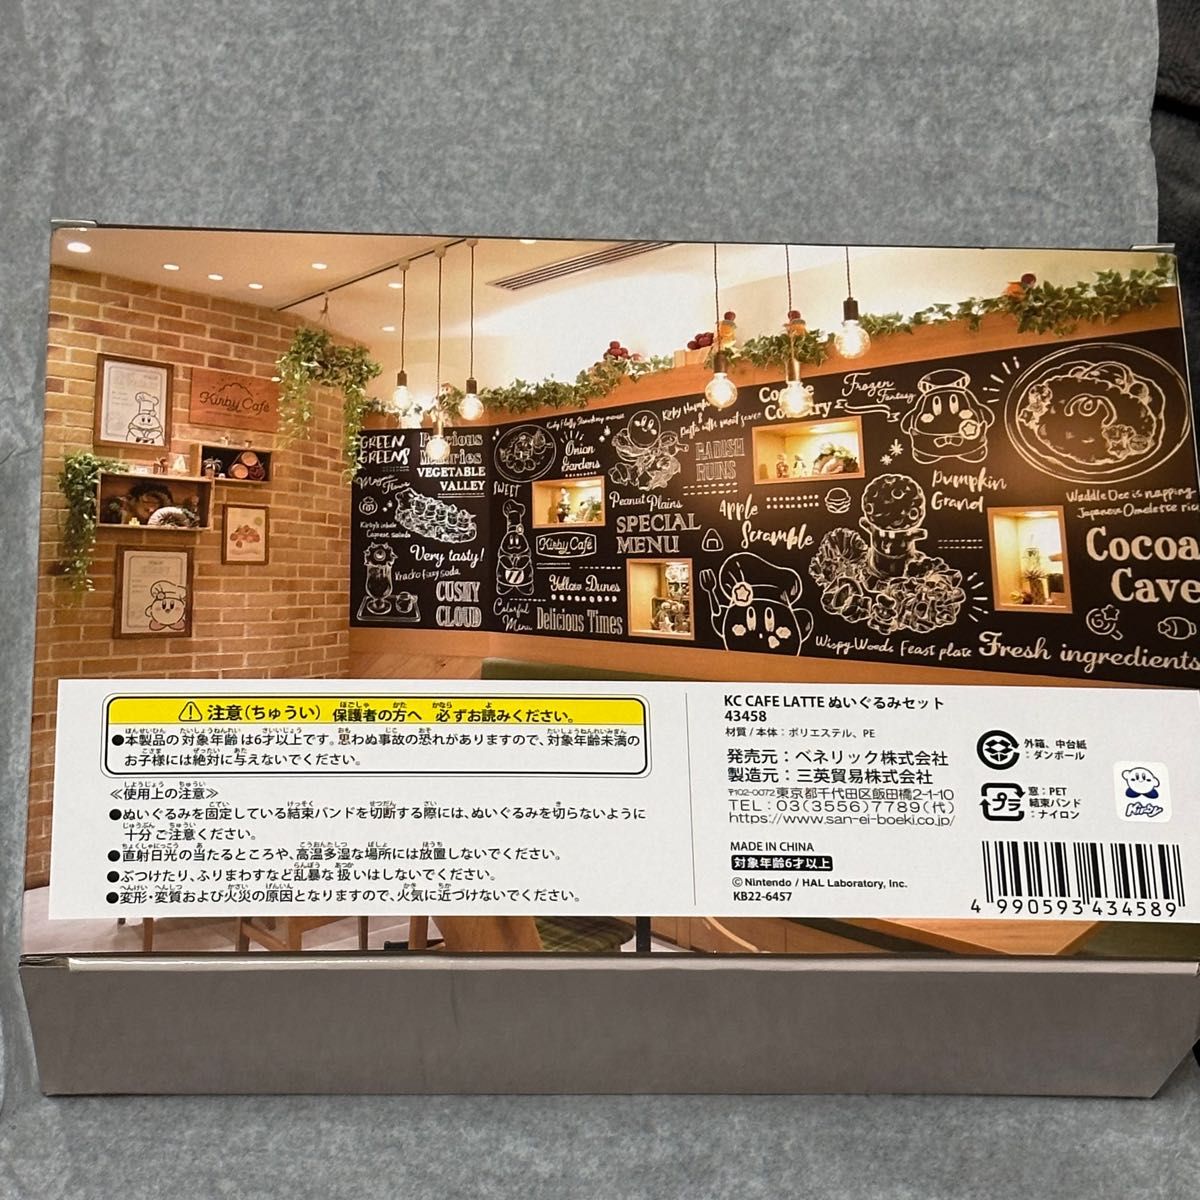 Kirby Café
GREEN
GREENS
Precious
Memories
VEGETABLE
VALLEY
Very tasty!
Kracko fizzy soda
CUSHY
CLOUD
SWEET
Onion
Gardens
Kirby Café
Colorful
Menu
Yellow Dunes
Delicious Times
Peanut Plains
SPECIAL
MENU
RADISH
RUINS
Apple
Scramble
Cookie
Country
Frozen
Fantasy
Pumpkin
Grand
Wispy Woods Feast plate
Waddle Dee is napping
Japanese Omelette rice
Cocoa
Cave
Fresh ingredients
注意(ちゅうい) 保護者の方へ 必ずお読みください。
●本製品の対象年齢は6才以上です。思わぬ事故の恐れがありますので、対象年齢未満の
お子様には絶対に与えないでください。
≪使用上の注意≫
●ぬいぐるみを固定している結束バンドを切断する際には、ぬいぐるみを切らないように
十分ご注意ください。
●直射日光の当たるところや、高温多湿な場所には放置しないでください。
●ぶつけたり、ふりまわすなど乱暴な扱いはしないでください。
●変形・変質および火災の原因となりますので、火気に近づけないでください。
KC CAFE LATTE ぬいぐるみセット
43458
材質/本体:ポリエステル、PE
発売元:ベネリック株式会社
製造元:三英貿易株式会社
〒102-0072 東京都千代田区飯田橋2-1-10
TEL:03(3556)7789(代)
https://www.san-ei-boeki.co.jp/
MADE IN CHINA
対象年齢6才以上
©Nintendo / HAL Laboratory, Inc.
KB22-6457
外箱、中台紙
:ダンボール
プラ
窓:PET
結束バンド
:ナイロン
Kirby
4 990593 434589